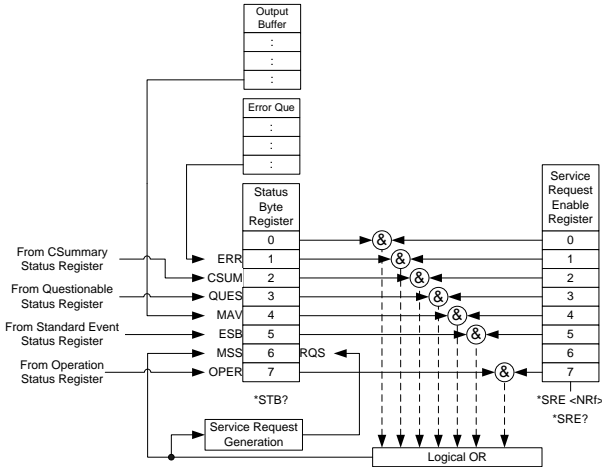 Output
Buffer
:
:
:
Error Que
:
:
:
Status
Byte
Register
Service
Request
Enable
Register
0 & 0
From CSummary
Status Register
ERR 1 & 1
CSUM 2 & 2
From Questionable
Status Register
QUES 3 & 3
MAV 4 & 4
From Standard Event
Status Register
ESB 5 & 5
MSS 6 RQS 6
From Operation
Status Register
OPER 7 & 7
*STB?
*SRE <NRf>
*SRE?
Service Request
Generation
Logical OR